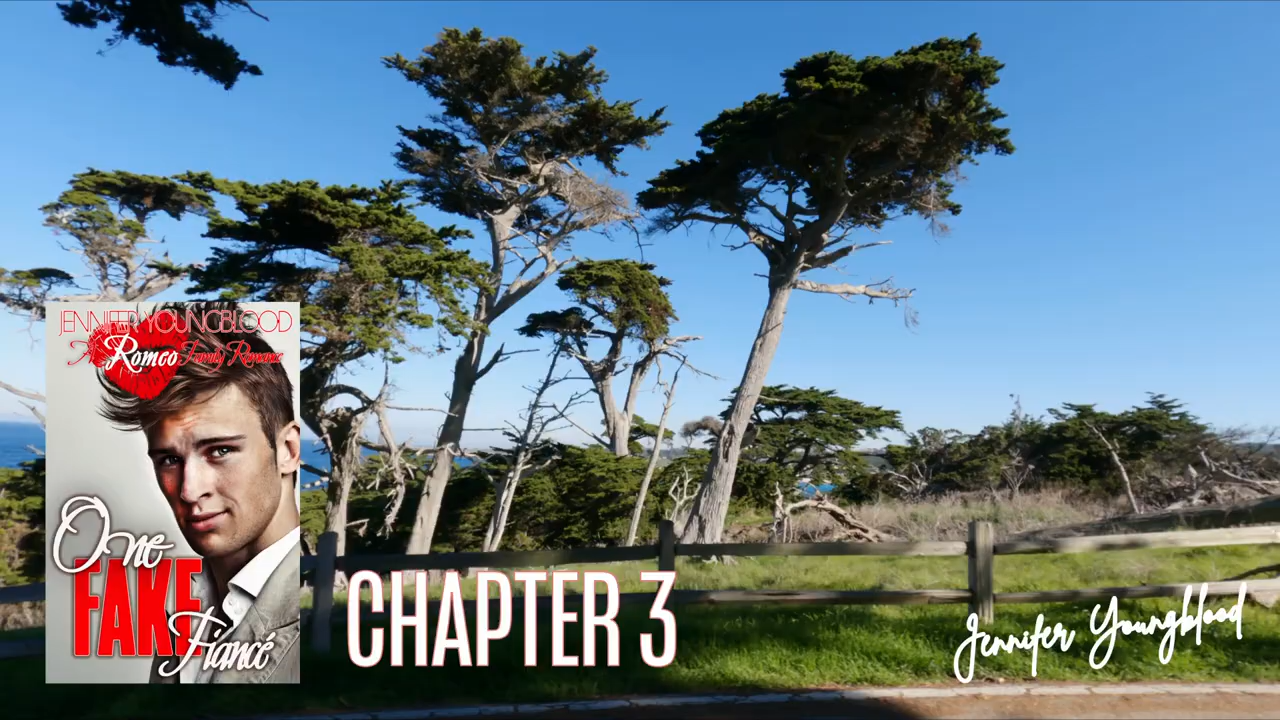 JENNIFER YOUNGBLOOD
A Romeo Family Romance
One
FAKE
Fiancé
CHAPTER 3
Jennifer Youngblood